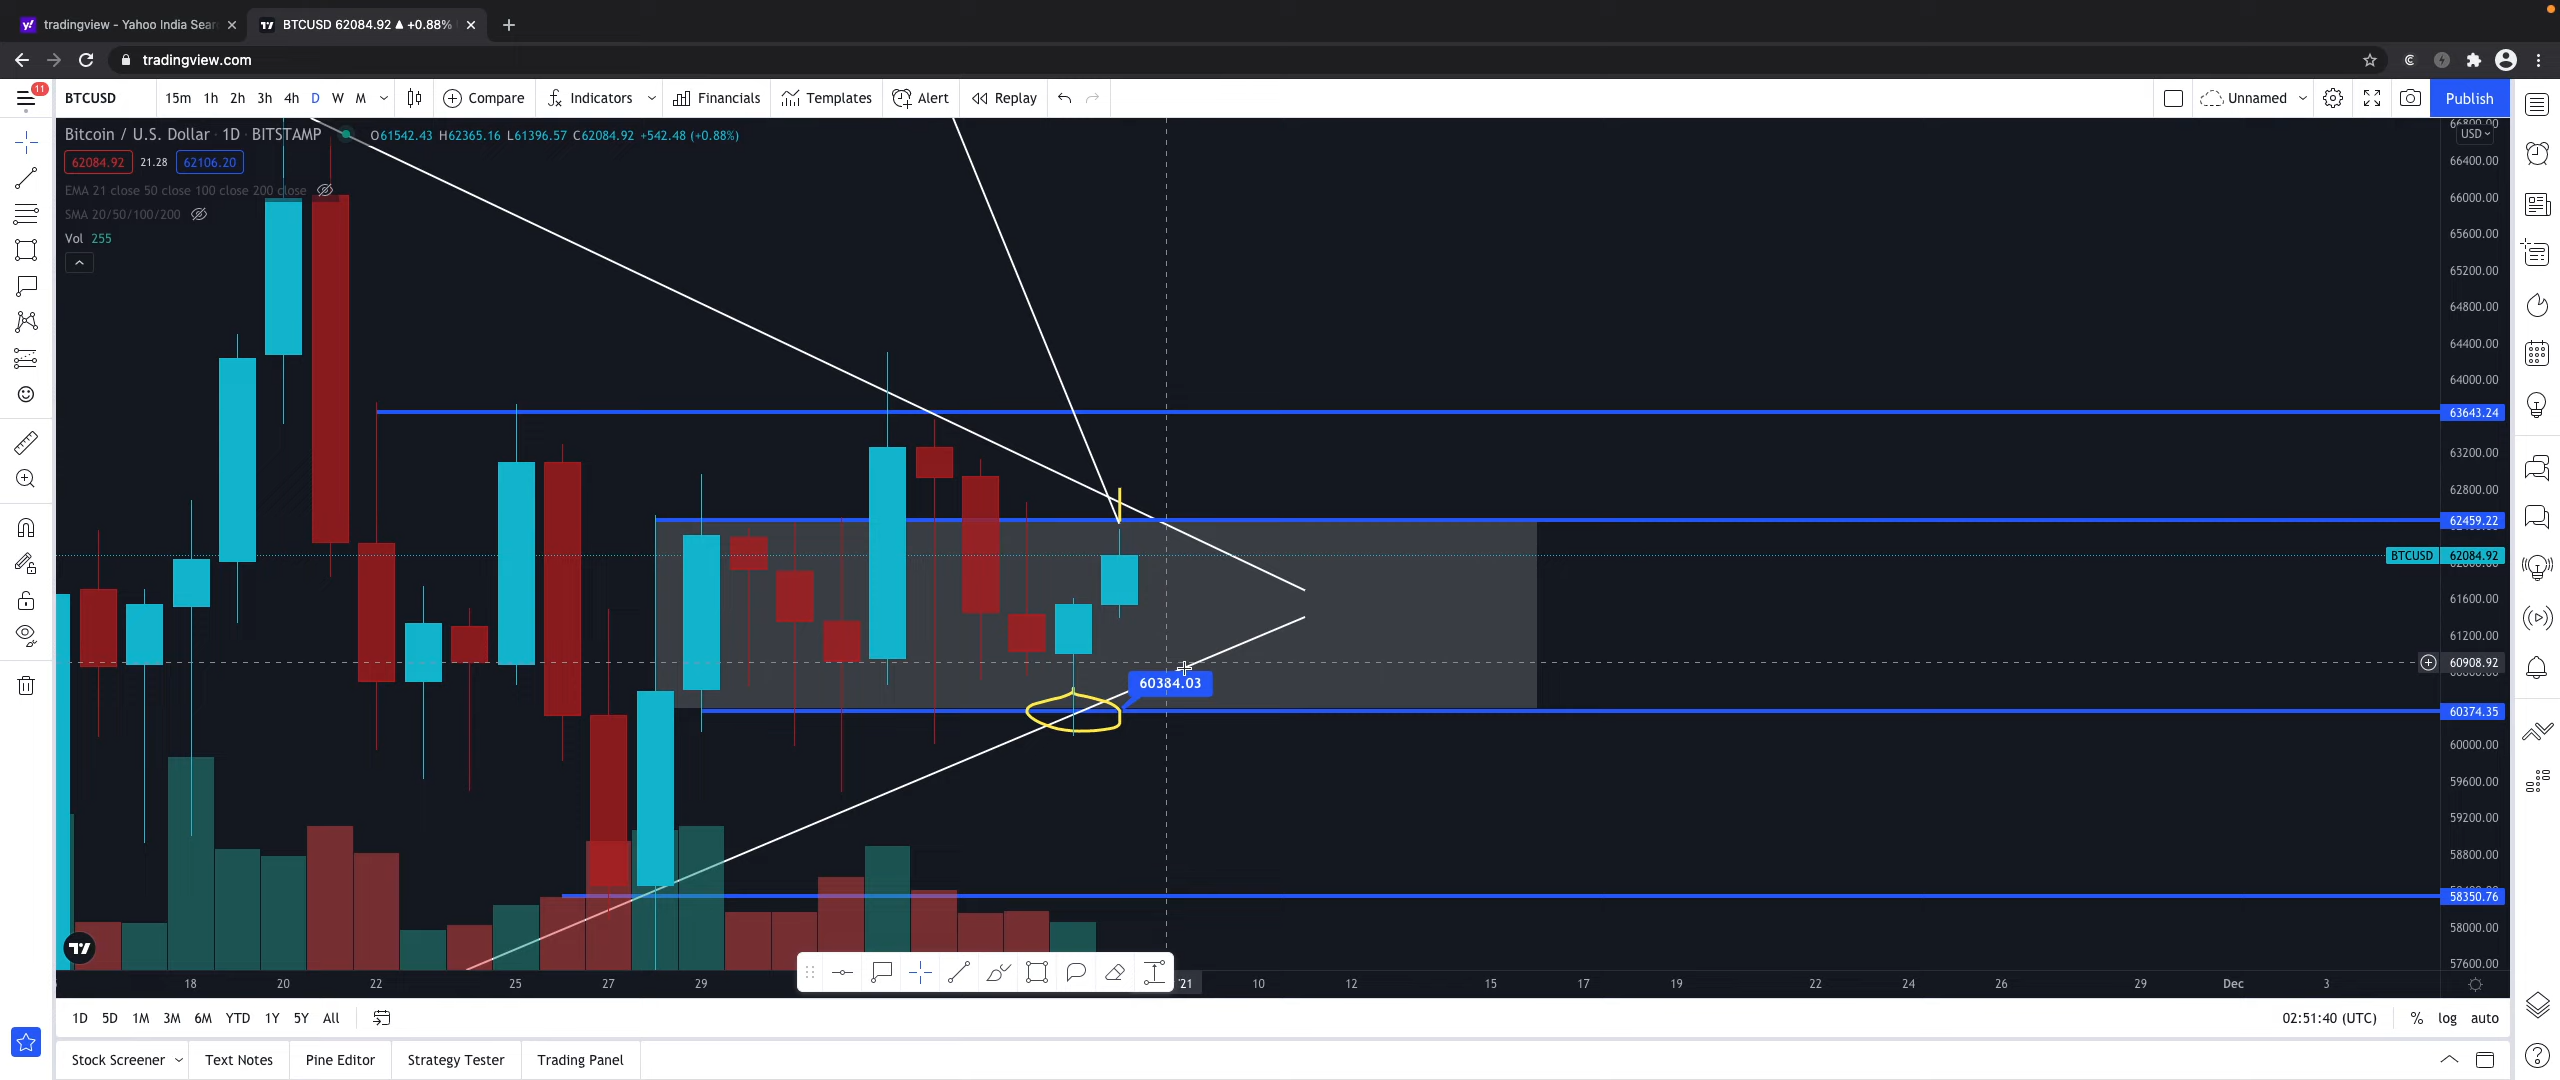 tradingview - Yahoo India Sear
BTCUSD 62084.92 ▲ +0.88%
tradingview.com
11
BTCUSD 15m 1h 2h 3h 4h D W M Compare Indicators Financials Templates Alert Replay Unnamed Publish
Bitcoin / U.S. Dollar · 1D · BITSTAMP O61542.43 H62365.16 L61396.57 C62084.92 +542.48 (+0.88%)
62084.92 21.28 62106.20
EMA 21 close 50 close 100 close 200 close
SMA 20/50/100/200
Vol 255
66800.00
USD
66400.00
66000.00
65600.00
65200.00
64800.00
64400.00
64000.00
63643.24
63200.00
62800.00
62459.22
BTCUSD 62084.92
61600.00
61200.00
60908.92
60384.03
60374.35
60000.00
59600.00
59200.00
58800.00
58350.76
58000.00
57600.00
18 20 22 25 27 29 '21 10 12 15 17 19 22 24 26 29 Dec 3
1D 5D 1M 3M 6M YTD 1Y 5Y All 02:51:40 (UTC) % log auto
Stock Screener Text Notes Pine Editor Strategy Tester Trading Panel